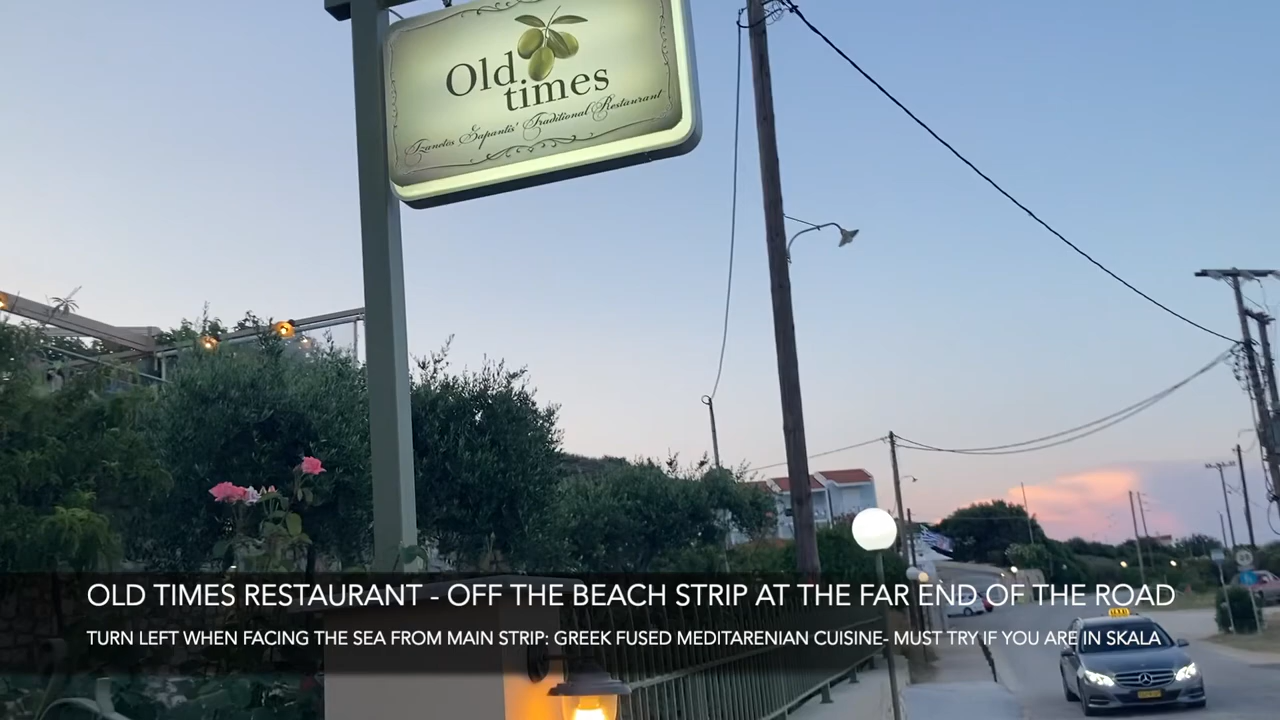 Old
times
Tzanetos Sapantis' Traditional Restaurant
OLD TIMES RESTAURANT - OFF THE BEACH STRIP AT THE FAR END OF THE ROAD
TURN LEFT WHEN FACING THE SEA FROM MAIN STRIP: GREEK FUSED MEDITARENIAN CUISINE- MUST TRY IF YOU ARE IN SKALA